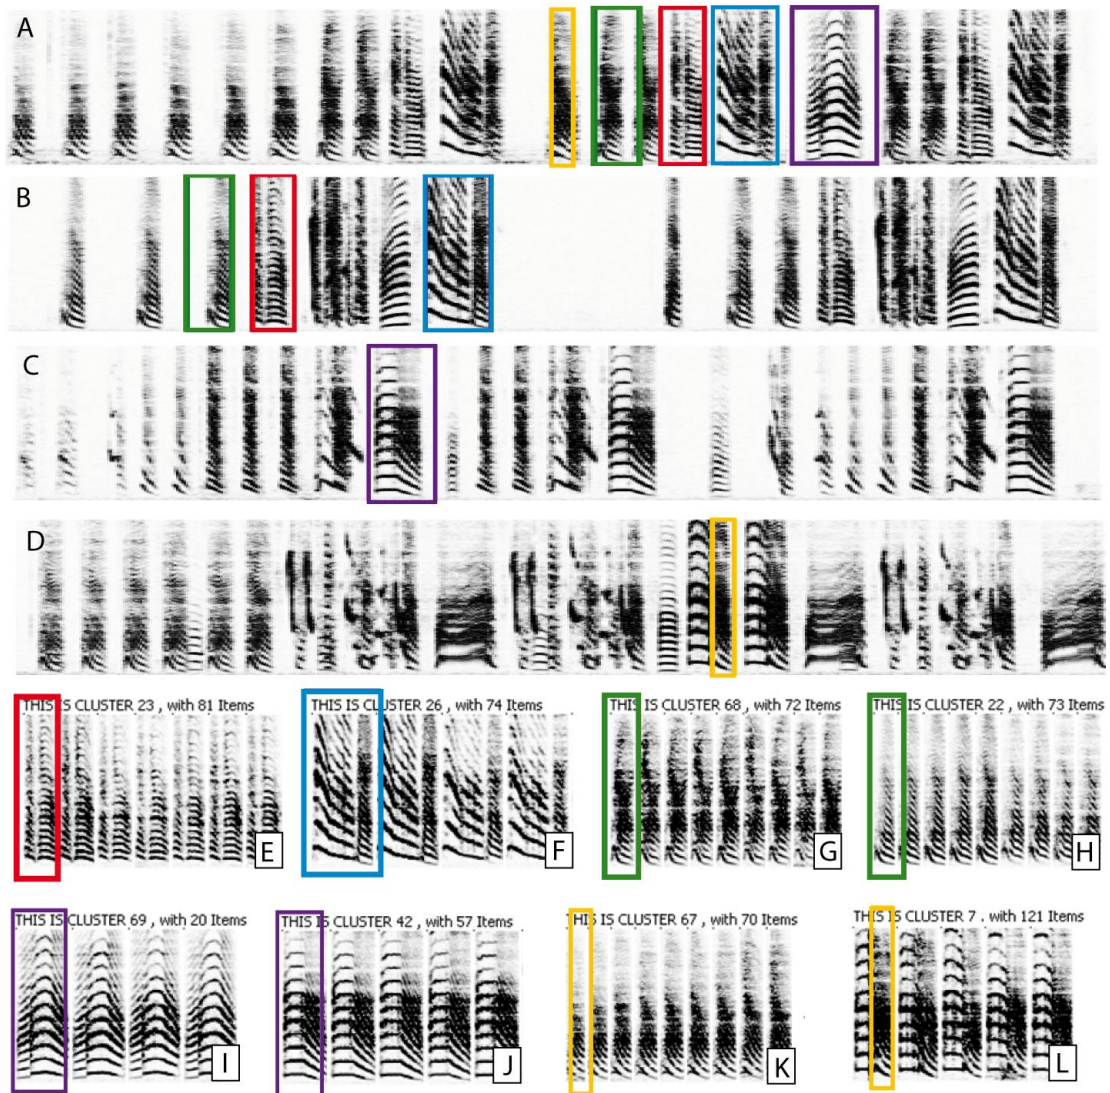 A
B
C
D
THIS IS CLUSTER 23 , with 81 Items
THIS IS CLUSTER 26 , with 74 Items
THIS IS CLUSTER 68 , with 72 Items
THIS IS CLUSTER 22 , with 73 Items
E
F
G
H
THIS IS CLUSTER 69 , with 20 Items
THIS IS CLUSTER 42 , with 57 Items
THIS IS CLUSTER 67 , with 70 Items
THIS IS CLUSTER 7 . with 121 Items
I
J
K
L